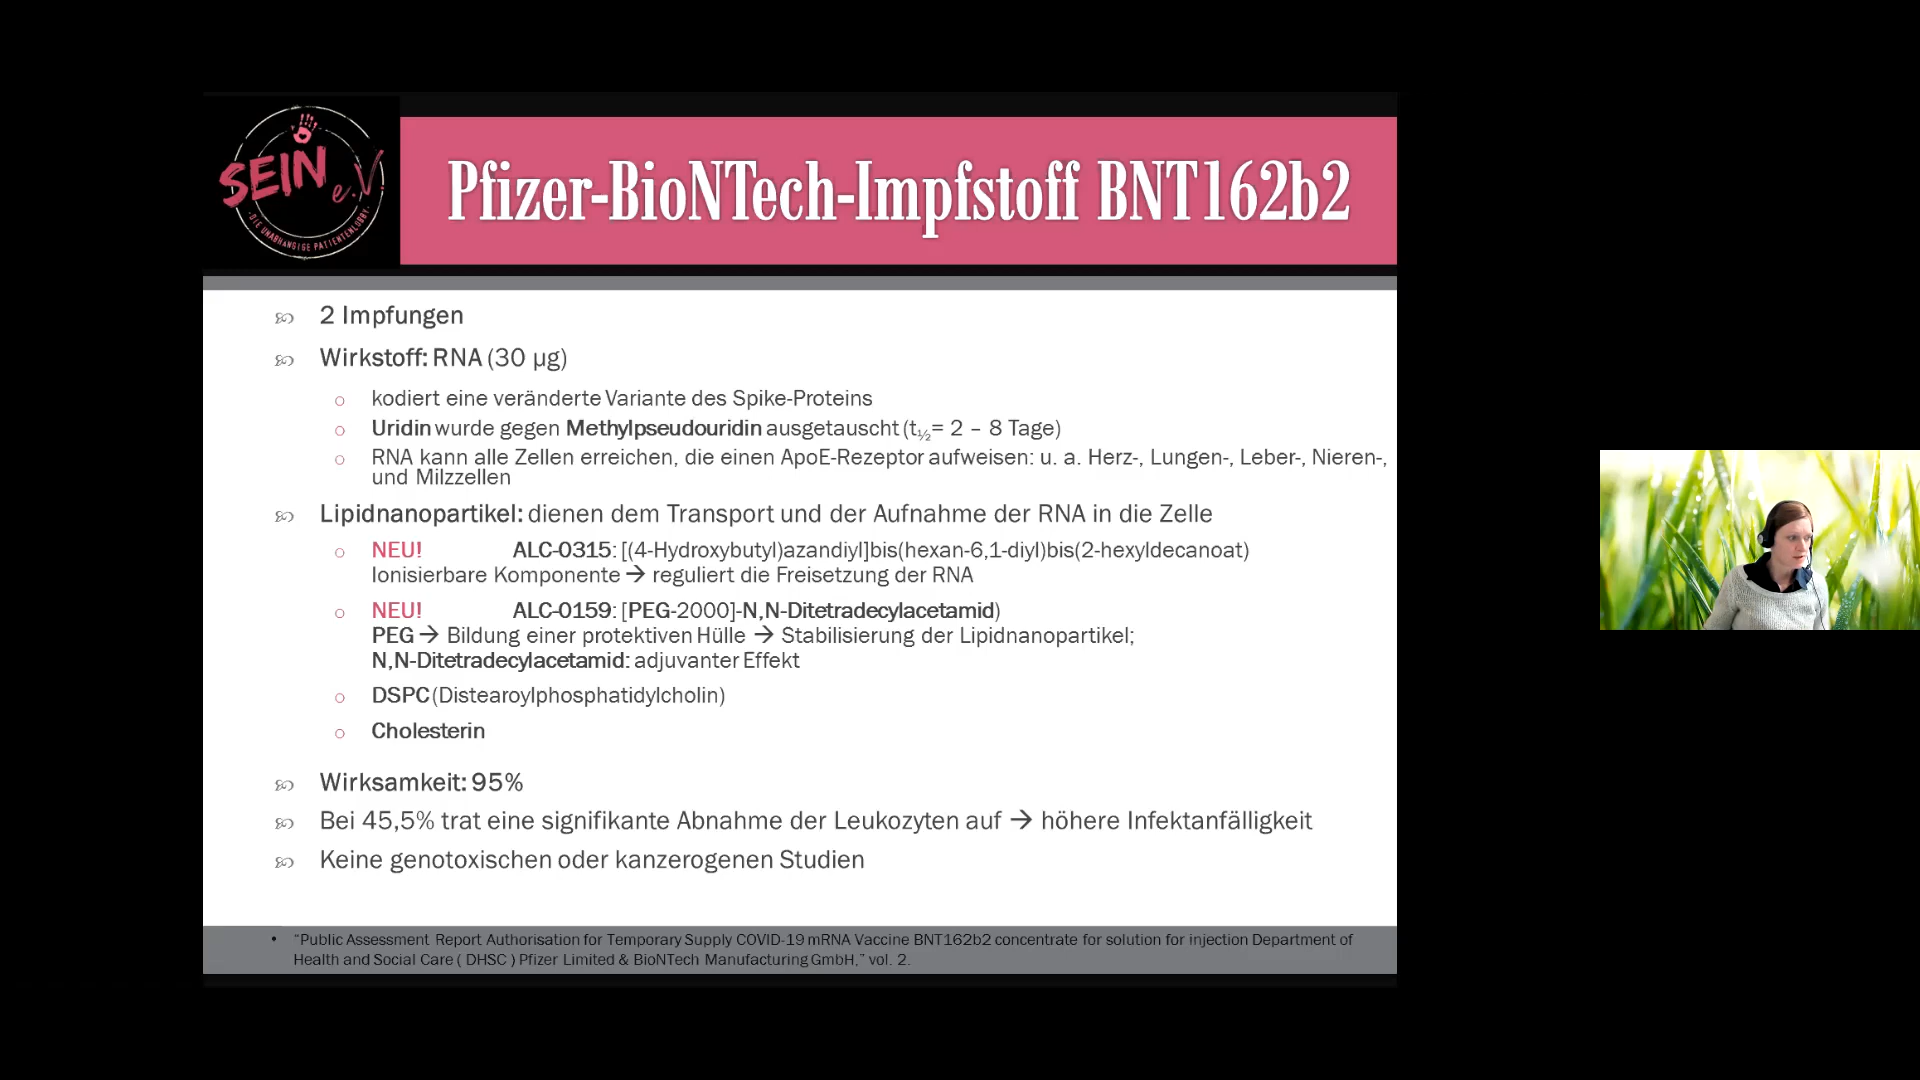 SEIN e.V.
· DIE UNABHÄNGIGE PATIENTENLOBBY ·
Pfizer-BioNTech-Impfstoff BNT162b2
2 Impfungen
Wirkstoff: RNA (30 µg)
kodiert eine veränderte Variante des Spike-Proteins
Uridin wurde gegen Methylpseudouridin ausgetauscht (t½= 2 – 8 Tage)
RNA kann alle Zellen erreichen, die einen ApoE-Rezeptor aufweisen: u. a. Herz-, Lungen-, Leber-, Nieren-,
und Milzzellen
Lipidnanopartikel: dienen dem Transport und der Aufnahme der RNA in die Zelle
NEU! ALC-0315: [(4-Hydroxybutyl)azandiyl]bis(hexan-6,1-diyl)bis(2-hexyldecanoat)
Ionisierbare Komponente → reguliert die Freisetzung der RNA
NEU! ALC-0159: [PEG-2000]-N,N-Ditetradecylacetamid)
PEG → Bildung einer protektiven Hülle → Stabilisierung der Lipidnanopartikel;
N,N-Ditetradecylacetamid: adjuvanter Effekt
DSPC (Distearoylphosphatidylcholin)
Cholesterin
Wirksamkeit: 95%
Bei 45,5% trat eine signifikante Abnahme der Leukozyten auf → höhere Infektanfälligkeit
Keine genotoxischen oder kanzerogenen Studien
• "Public Assessment Report Authorisation for Temporary Supply COVID-19 mRNA Vaccine BNT162b2 concentrate for solution for injection Department of
Health and Social Care ( DHSC ) Pfizer Limited & BioNTech Manufacturing GmbH," vol. 2.